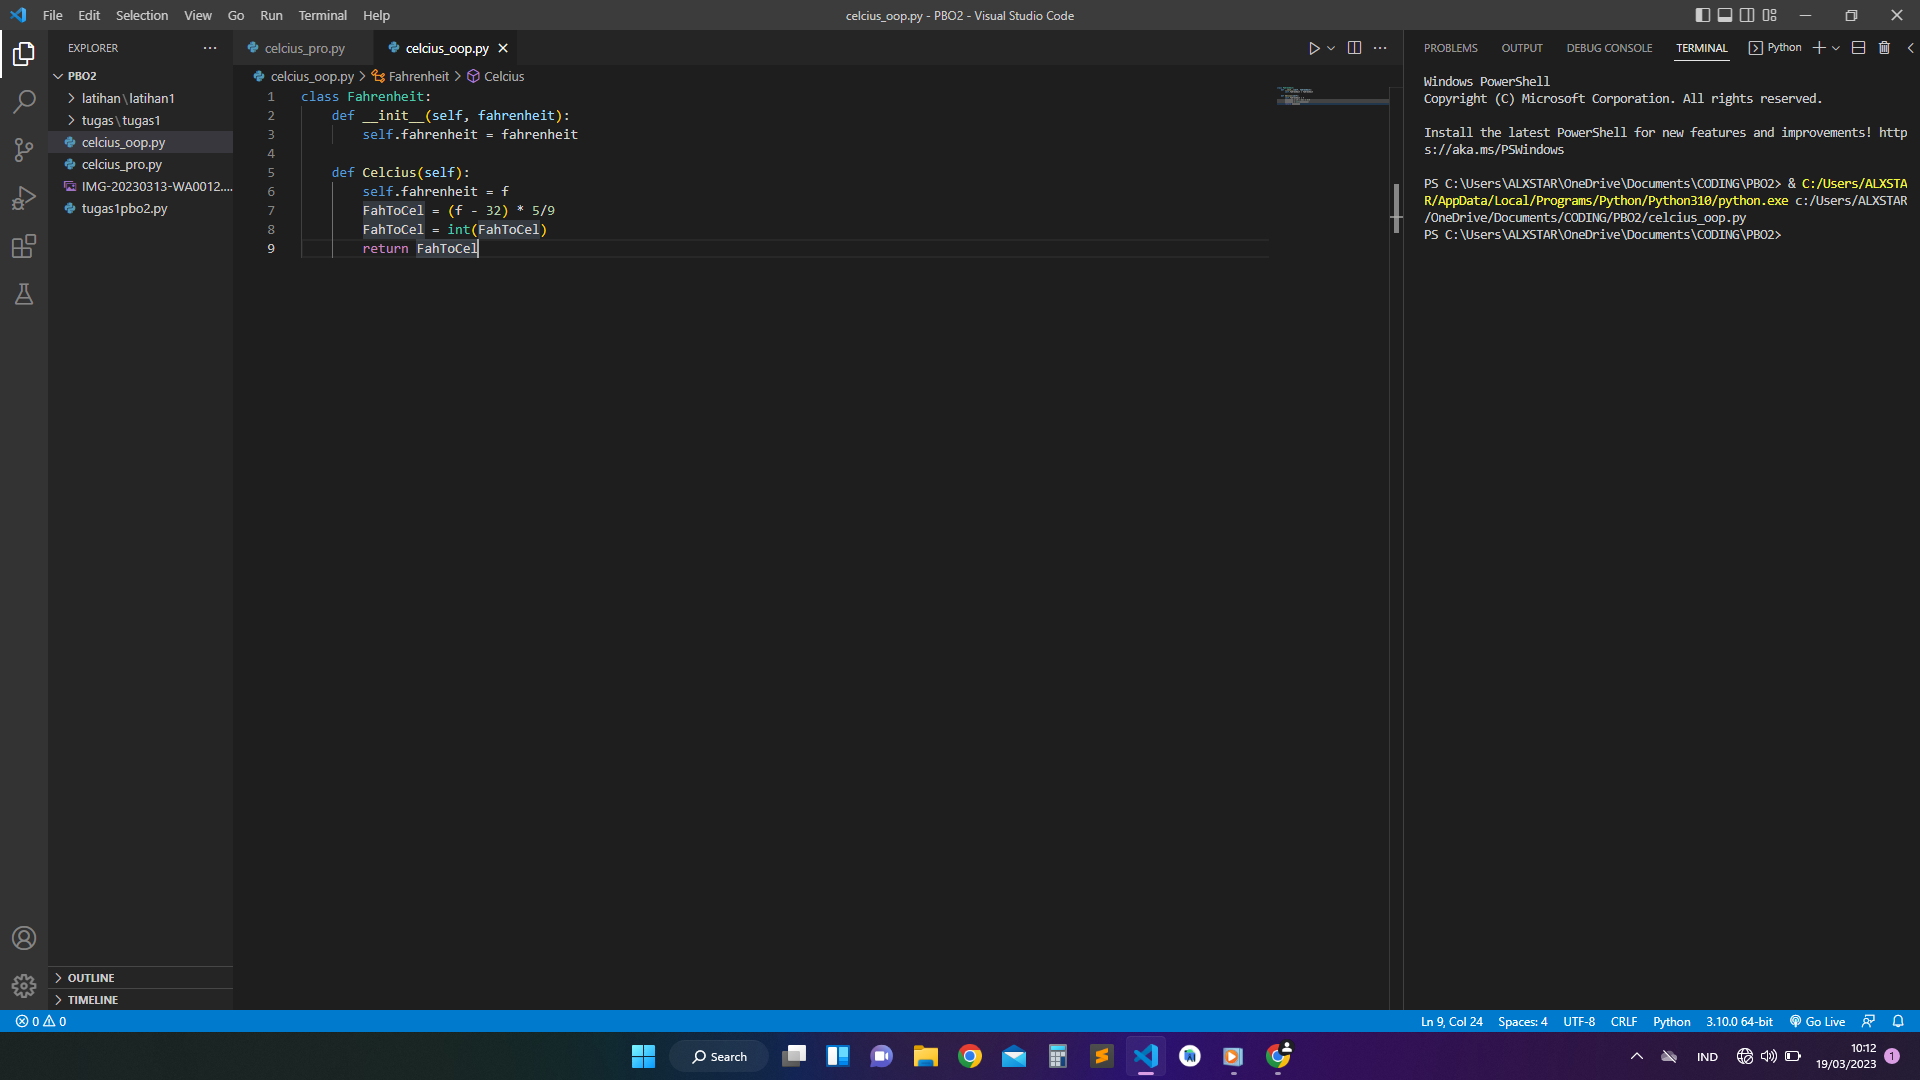 File Edit Selection View Go Run Terminal Help
celcius_oop.py - PBO2 - Visual Studio Code
EXPLORER
PBO2
latihan\latihan1
tugas\tugas1
celcius_oop.py
celcius_pro.py
IMG-20230313-WA0012....
tugas1pbo2.py
OUTLINE
TIMELINE
celcius_pro.py celcius_oop.py
celcius_oop.py > Fahrenheit > Celcius
1 class Fahrenheit:
2 def __init__(self, fahrenheit):
3 self.fahrenheit = fahrenheit
4
5 def Celcius(self):
6 self.fahrenheit = f
7 FahToCel = (f - 32) * 5/9
8 FahToCel = int(FahToCel)
9 return FahToCel
PROBLEMS OUTPUT DEBUG CONSOLE TERMINAL Python
Windows PowerShell
Copyright (C) Microsoft Corporation. All rights reserved.
Install the latest PowerShell for new features and improvements! http
s://aka.ms/PSWindows
PS C:\Users\ALXSTAR\OneDrive\Documents\CODING\PBO2> & C:/Users/ALXSTA
R/AppData/Local/Programs/Python/Python310/python.exe c:/Users/ALXSTAR
/OneDrive/Documents/CODING/PBO2/celcius_oop.py
PS C:\Users\ALXSTAR\OneDrive\Documents\CODING\PBO2>
0 0
Ln 9, Col 24 Spaces: 4 UTF-8 CRLF Python 3.10.0 64-bit Go Live
Search
IND
10:12
19/03/2023
1